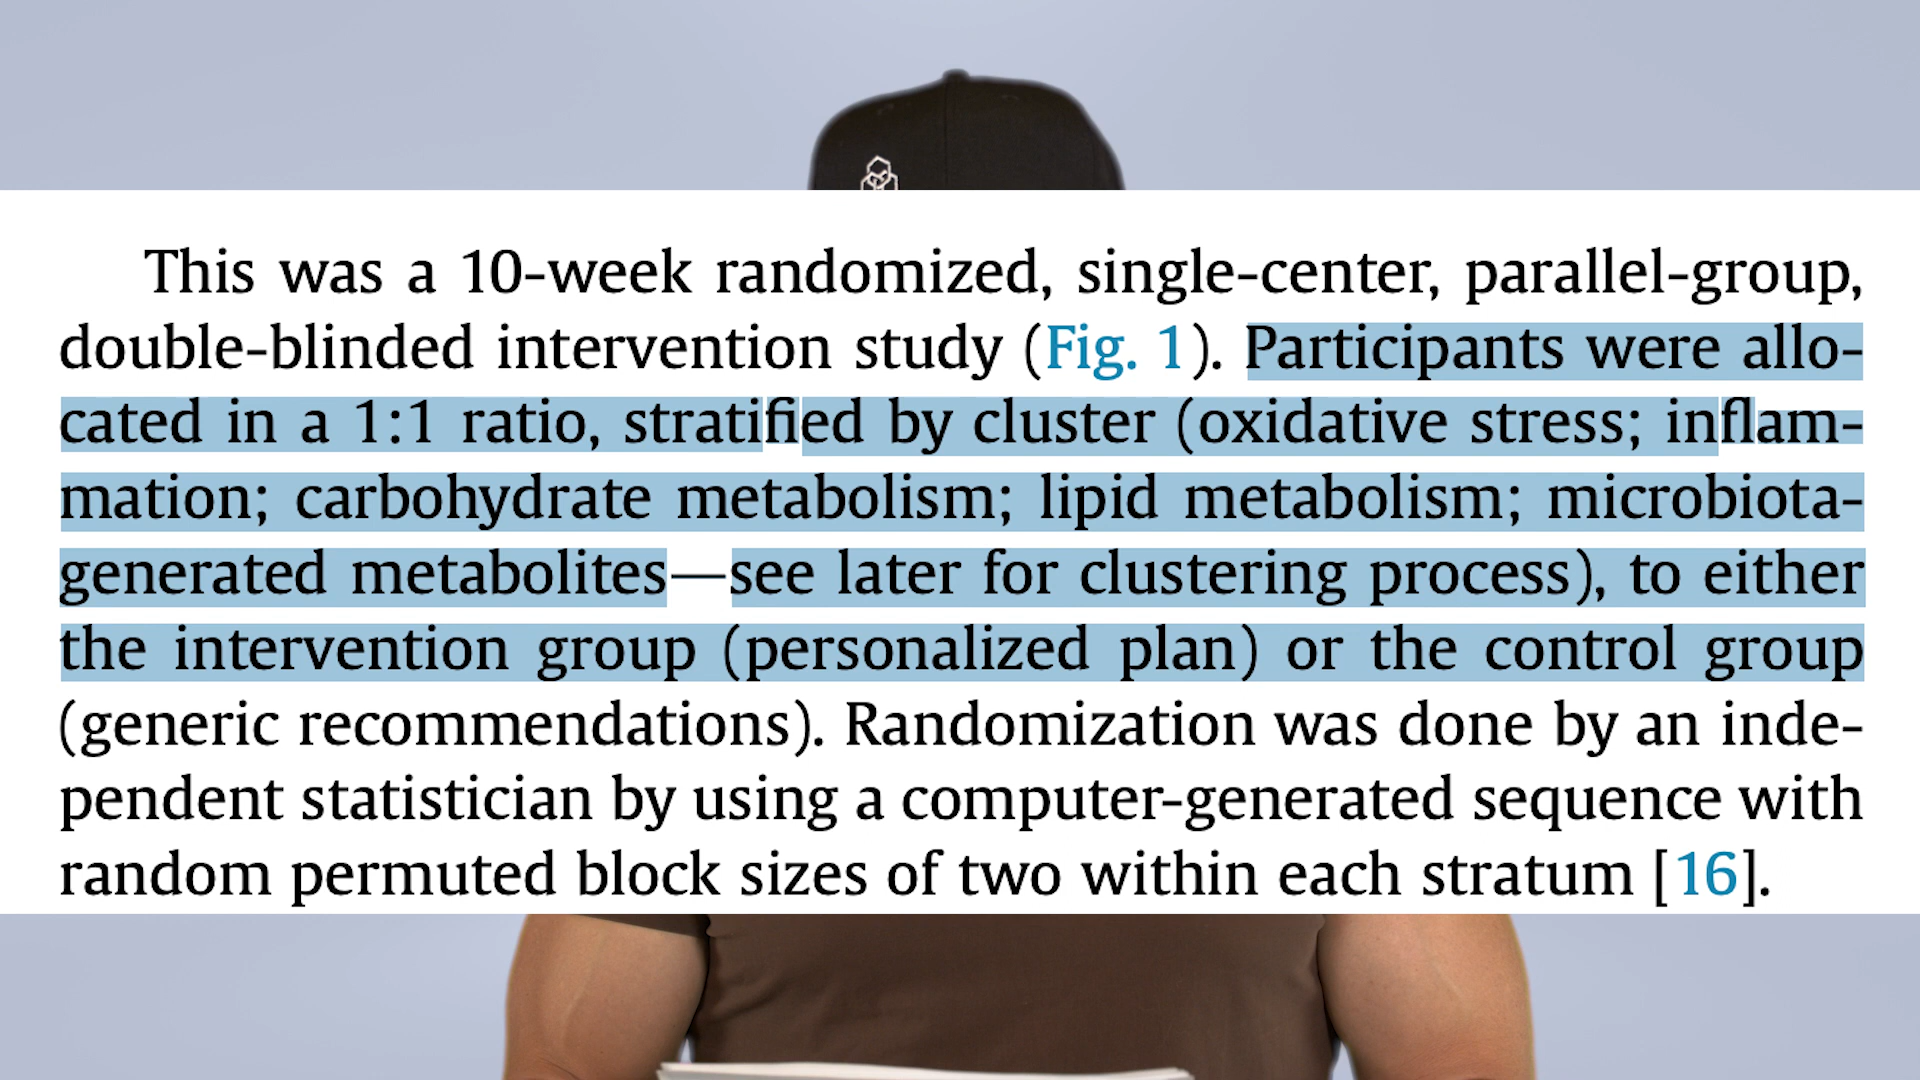 This was a 10-week randomized, single-center, parallel-group,
double-blinded intervention study (Fig. 1). Participants were allo-
cated in a 1:1 ratio, stratified by cluster (oxidative stress; inflam-
mation; carbohydrate metabolism; lipid metabolism; microbiota-
generated metabolites—see later for clustering process), to either
the intervention group (personalized plan) or the control group
(generic recommendations). Randomization was done by an inde-
pendent statistician by using a computer-generated sequence with
random permuted block sizes of two within each stratum [16].